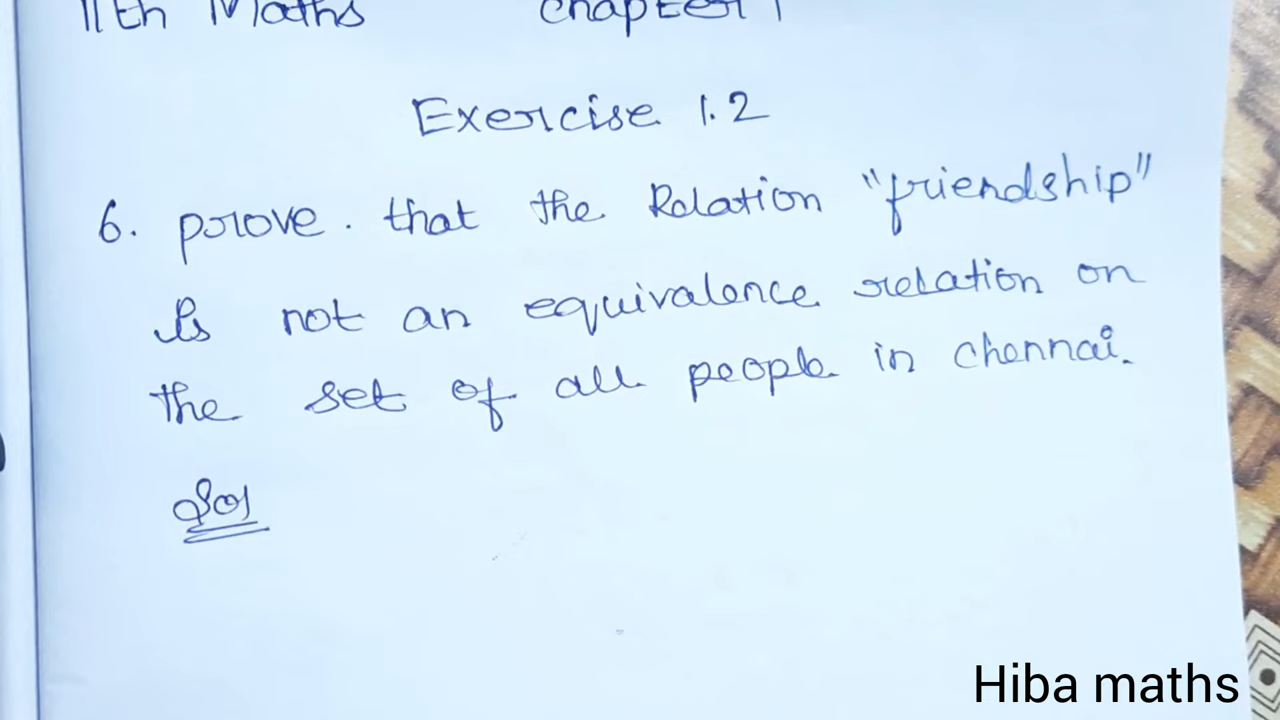 11th Maths Chapter 1
Exercise 1.2
6. prove. that the Relation "friendship"
Is not an equivalence relation on
the set of all people in chennai.
Sol
Hiba maths